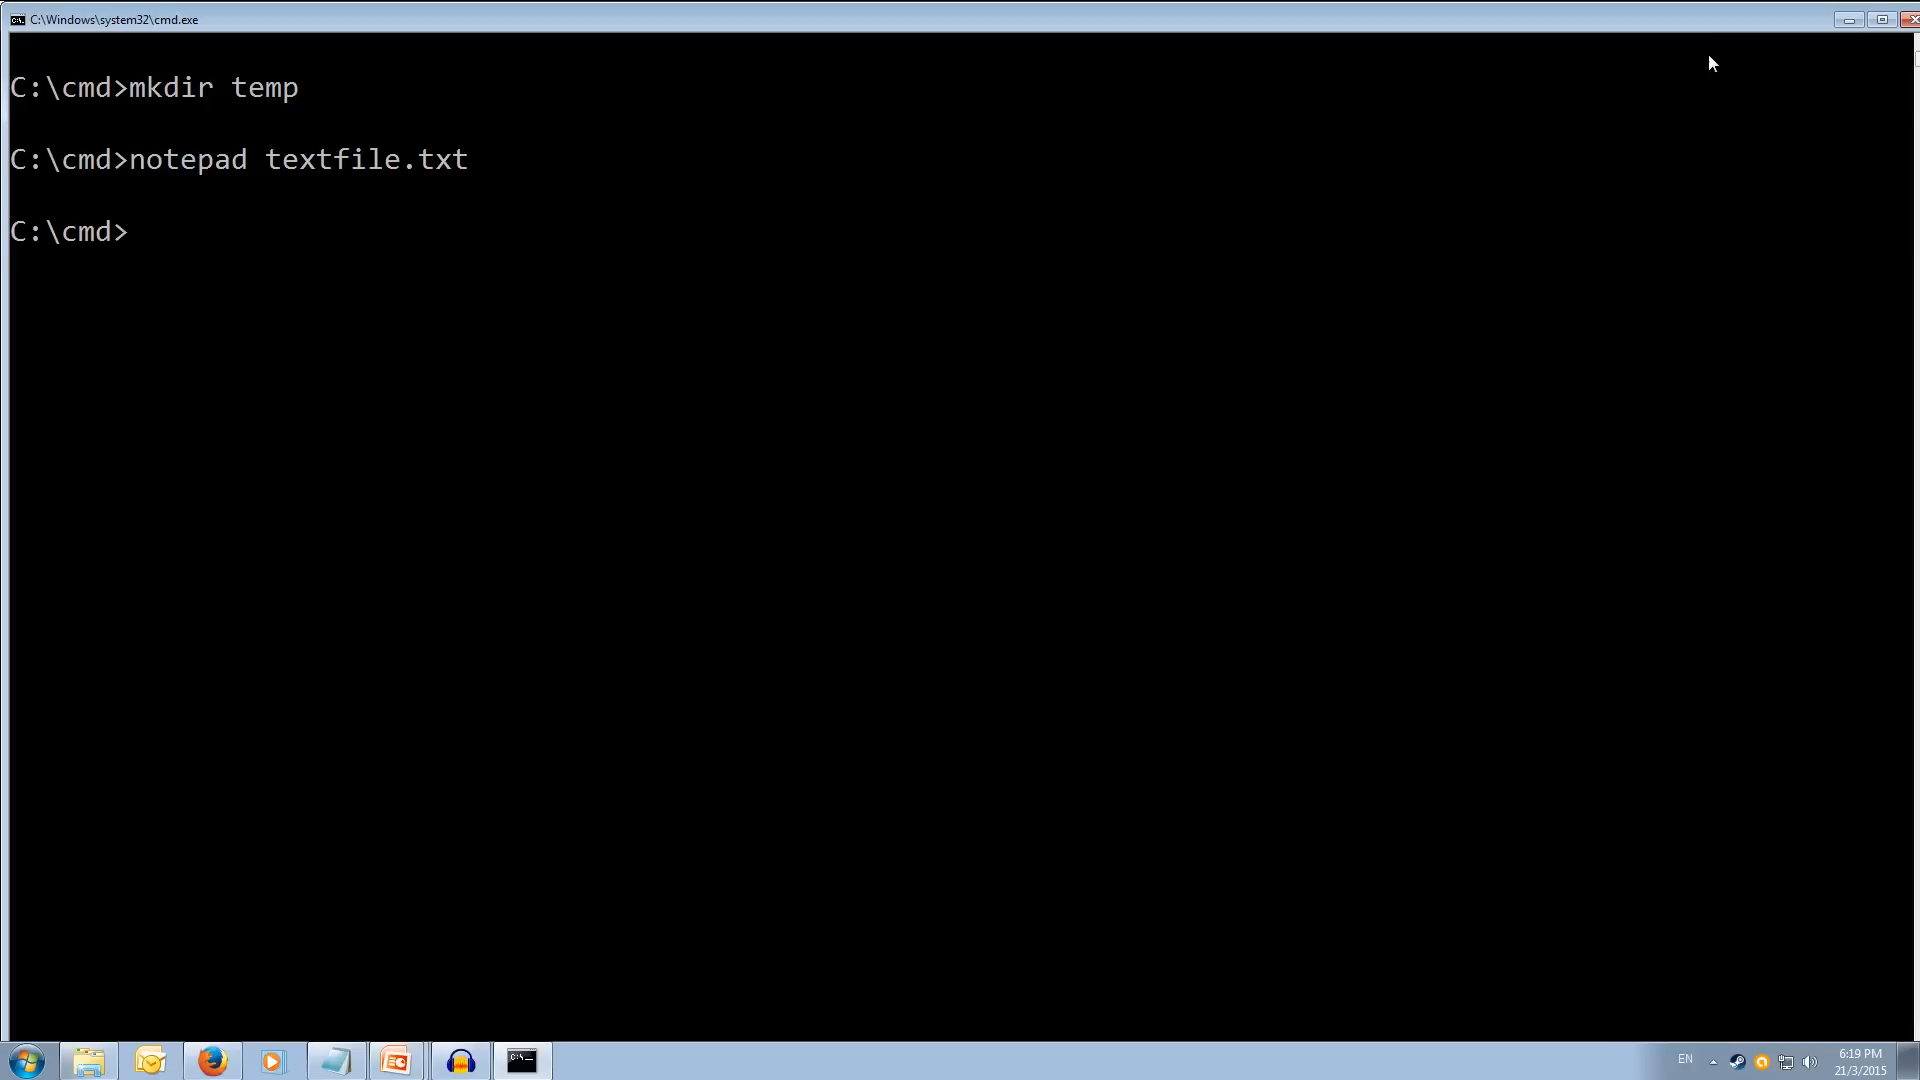 C:\Windows\system32\cmd.exe
C:\cmd>mkdir temp
C:\cmd>notepad textfile.txt
C:\cmd>
EN
6:19 PM
21/3/2015